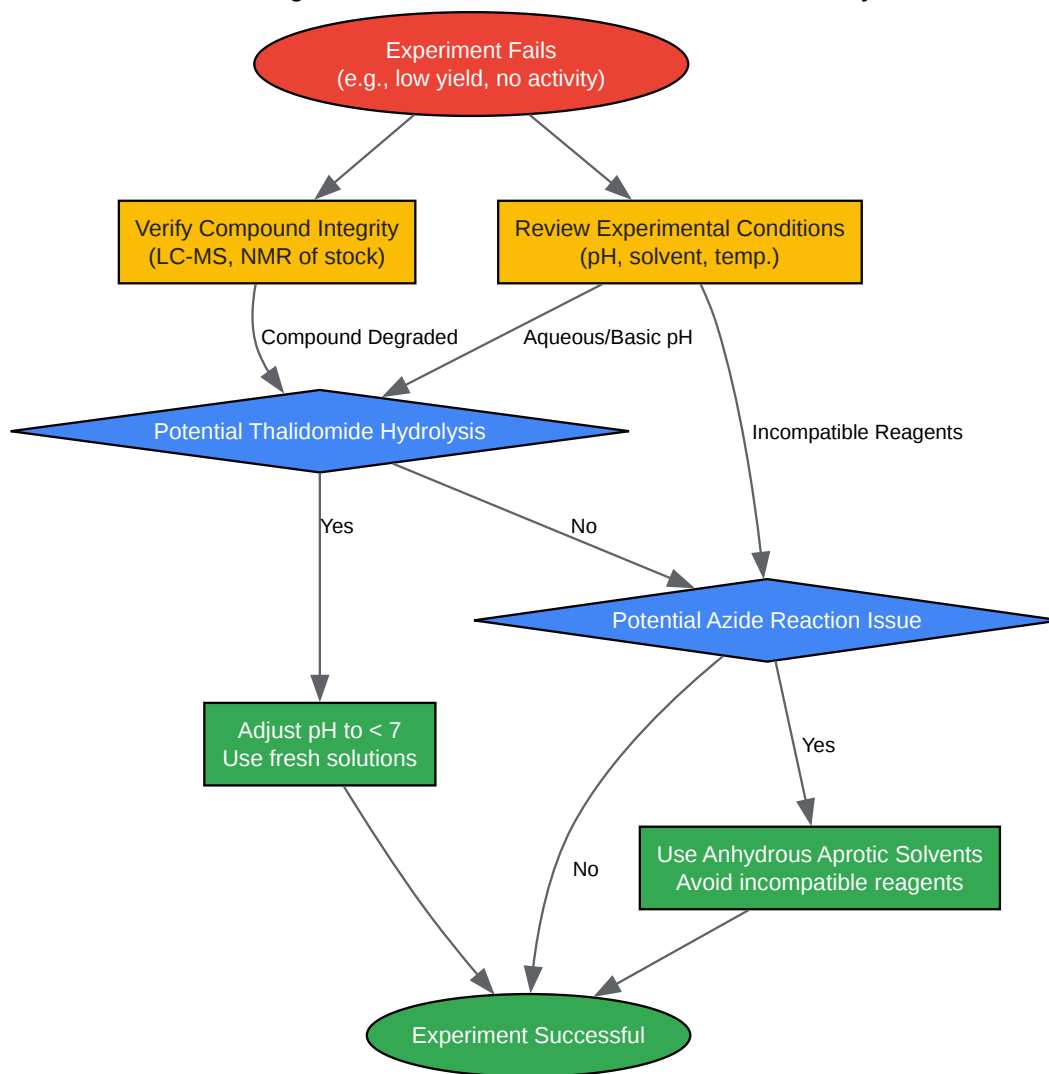 Experiment Fails
(e.g., low yield, no activity)
Verify Compound Integrity
(LC-MS, NMR of stock)
Review Experimental Conditions
(pH, solvent, temp.)
Compound Degraded
Aqueous/Basic pH
Potential Thalidomide Hydrolysis
Incompatible Reagents
Yes
No
Potential Azide Reaction Issue
Adjust pH to < 7
Use fresh solutions
Yes
Use Anhydrous Aprotic Solvents
Avoid incompatible reagents
No
Experiment Successful